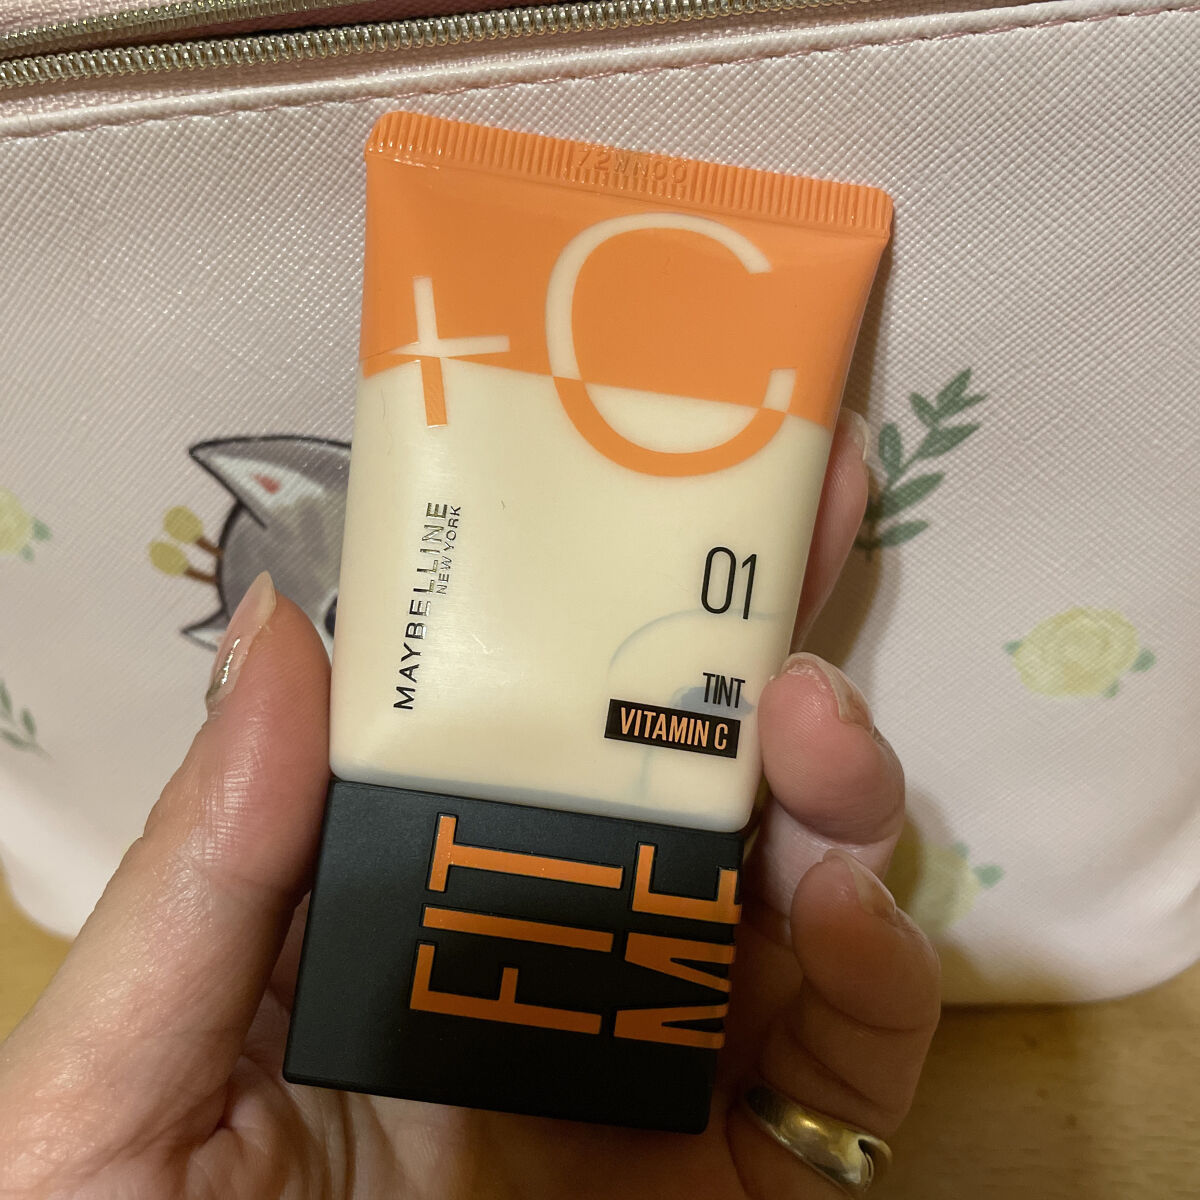 +C
MAYBELLINE
NEW YORK
01
TINT
VITAMIN C
FIT
ME